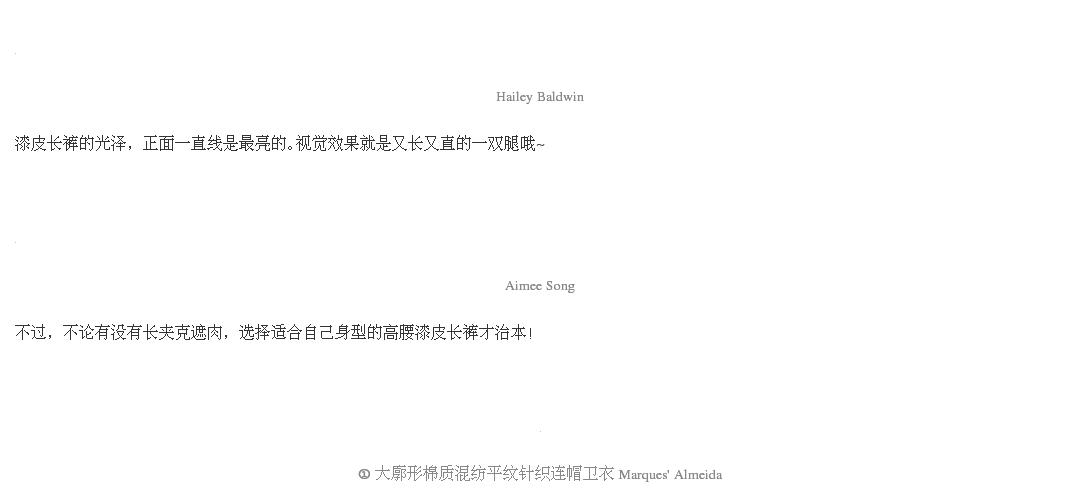 Hailey Baldwin
漆皮长裤的光泽，正面一直线是最亮的。视觉效果就是又长又直的一双腿哦~
Aimee Song
不过，不论有没有长夹克遮肉，选择适合自己身型的高腰漆皮长裤才治本!
① 大廓形棉质混纺平纹针织连帽卫衣 Marques' Almeida